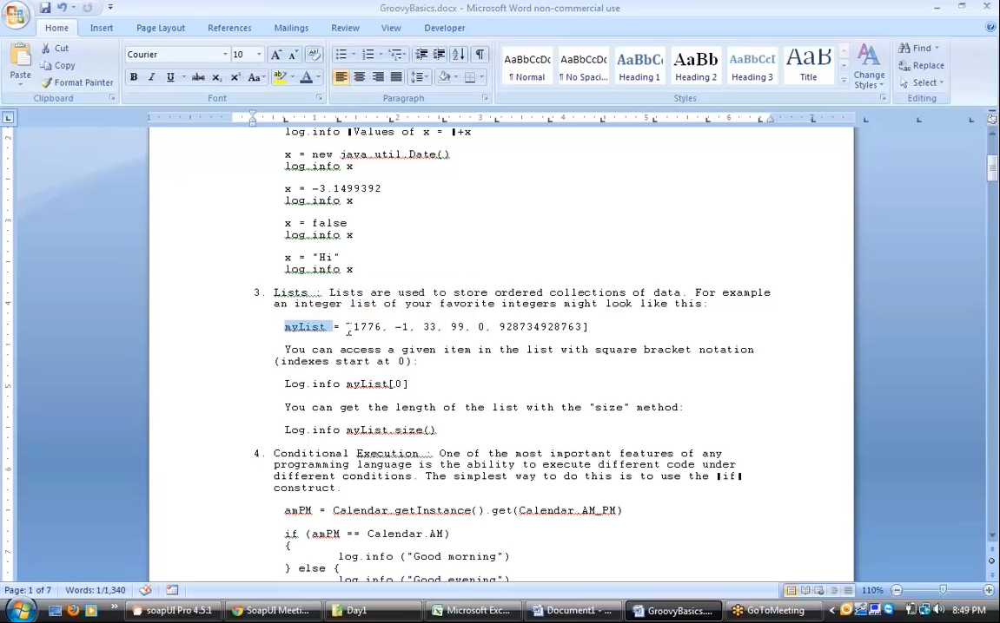 GroovyBasics.docx - Microsoft Word non-commercial use
Home Insert Page Layout References Mailings Review View Developer
Cut
Copy
Format Painter
Paste
Clipboard
Courier 10
Font
Paragraph
AaBbCcDc AaBbCcDc AaBbC AaBb AaBbCcI AaB
¶ Normal ¶ No Spaci... Heading 1 Heading 2 Heading 3 Title
Change Styles
Styles
Find
Replace
Select
Editing
log.info ▌Values of x = ▌+x
x = new java.util.Date()
log.info x
x = -3.1499392
log.info x
x = false
log.info x
x = "Hi"
log.info x
3. Lists : Lists are used to store ordered collections of data. For example
an integer list of your favorite integers might look like this:
myList = [1776, -1, 33, 99, 0, 928734928763]
You can access a given item in the list with square bracket notation
(indexes start at 0):
Log.info myList[0]
You can get the length of the list with the "size" method:
Log.info myList.size()
4. Conditional Execution : One of the most important features of any
programming language is the ability to execute different code under
different conditions. The simplest way to do this is to use the ▌if▌
construct.
amPM = Calendar.getInstance().get(Calendar.AM_PM)
if (amPM == Calendar.AM)
{
log.info ("Good morning")
} else {
log.info ("Good evening")
Page: 1 of 7 Words: 1/1,340 110%
soapUI Pro 4.5.1 SoapUI Meeti... Day1 Microsoft Exc... Document1 - ... GroovyBasics.... GoToMeeting 8:49 PM